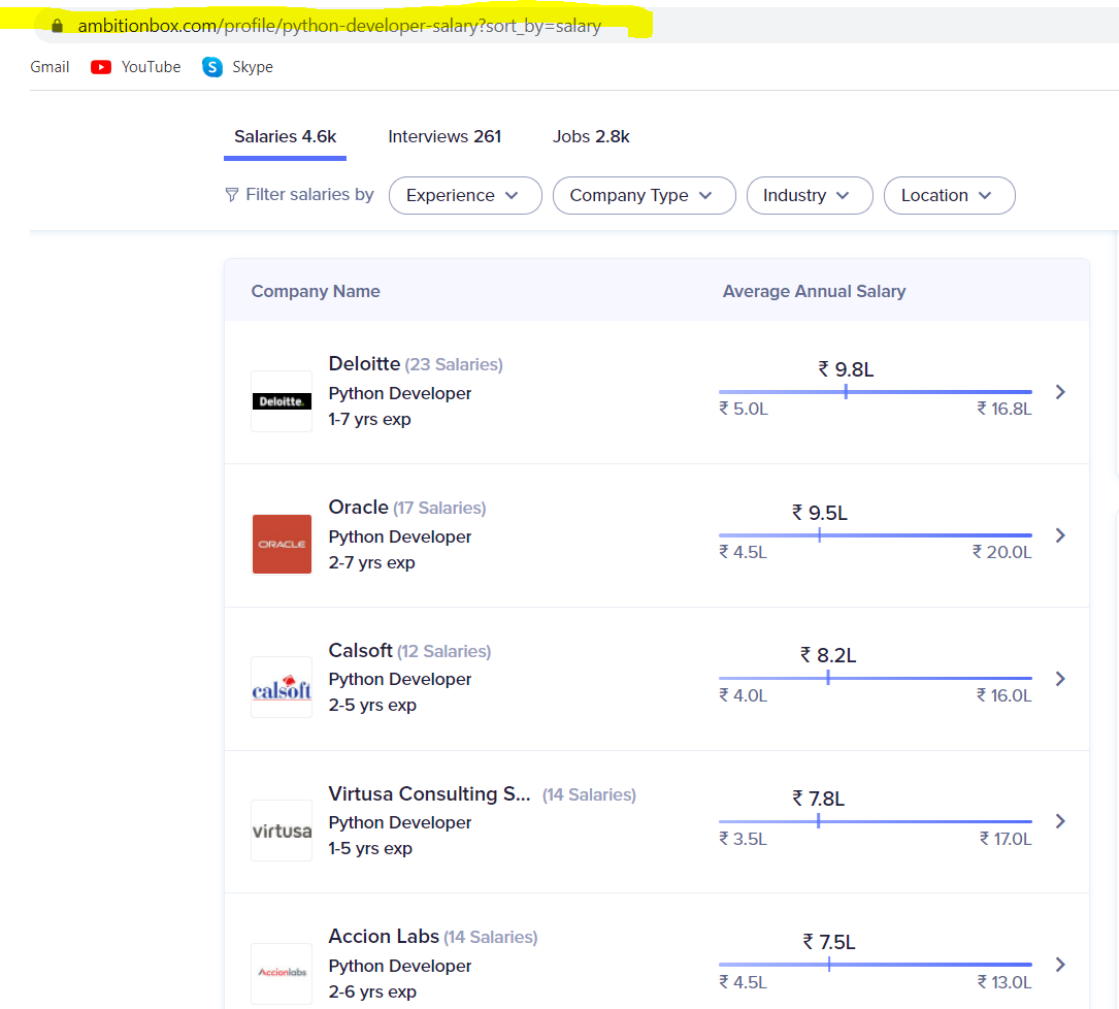 ambitionbox.com/profile/python-developer-salary?sort_by=salary
Gmail YouTube S Skype
Salaries 4.6k Interviews 261 Jobs 2.8k
Filter salaries by Experience Company Type Industry Location
Company Name Average Annual Salary
Deloitte (23 Salaries)
Deloitte.
Python Developer
1-7 yrs exp
₹ 9.8L
₹ 5.0L ₹ 16.8L
Oracle (17 Salaries)
ORACLE
Python Developer
2-7 yrs exp
₹ 9.5L
₹ 4.5L ₹ 20.0L
Calsoft (12 Salaries)
calsoft
Python Developer
2-5 yrs exp
₹ 8.2L
₹ 4.0L ₹ 16.0L
Virtusa Consulting S... (14 Salaries)
virtusa
Python Developer
1-5 yrs exp
₹ 7.8L
₹ 3.5L ₹ 17.0L
Accion Labs (14 Salaries)
Accionlabs
Python Developer
2-6 yrs exp
₹ 7.5L
₹ 4.5L ₹ 13.0L